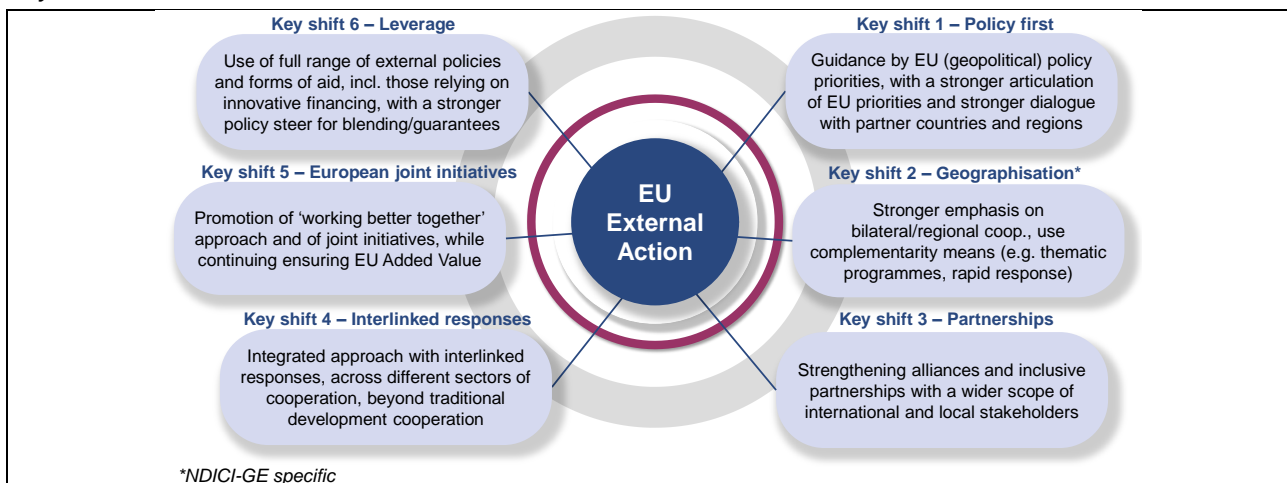 Key shift 6 – Leverage
Use of full range of external policies
and forms of aid, incl. those relying on
innovative financing, with a stronger
policy steer for blending/guarantees
Key shift 1 – Policy first
Guidance by EU (geopolitical) policy
priorities, with a stronger articulation
of EU priorities and stronger dialogue
with partner countries and regions
Key shift 5 – European joint initiatives
Promotion of ‘working better together’
approach and of joint initiatives, while
continuing ensuring EU Added Value
EU
External
Action
Key shift 2 – Geographisation*
Stronger emphasis on
bilateral/regional coop., use
complementarity means (e.g. thematic
programmes, rapid response)
Key shift 4 – Interlinked responses
Integrated approach with interlinked
responses, across different sectors of
cooperation, beyond traditional
development cooperation
Key shift 3 – Partnerships
Strengthening alliances and inclusive
partnerships with a wider scope of
international and local stakeholders
*NDICI-GE specific